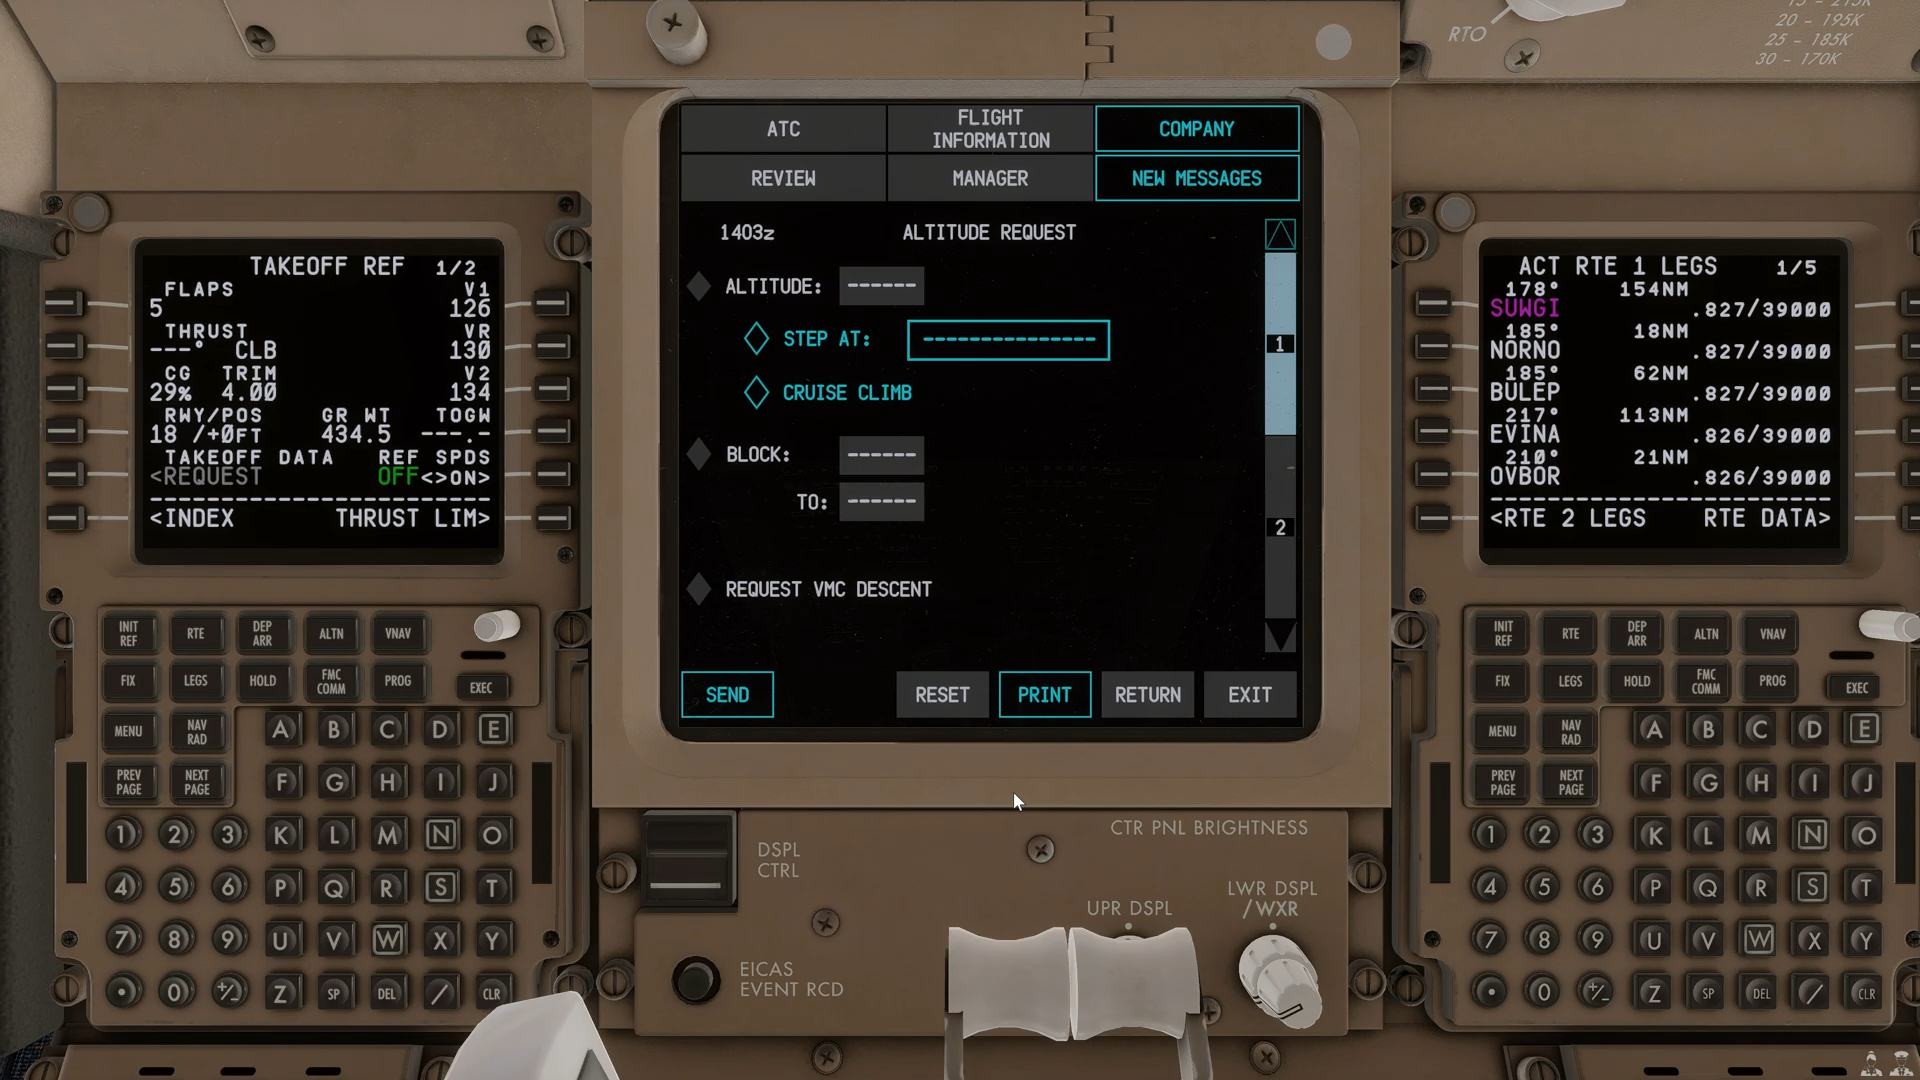 RTO
15 - 215K
20 - 195K
25 - 185K
30 - 170K
ATC
FLIGHT INFORMATION
COMPANY
REVIEW
MANAGER
NEW MESSAGES
1403z ALTITUDE REQUEST
ALTITUDE: ------
STEP AT: ---------------
CRUISE CLIMB
BLOCK: ------
TO: ------
REQUEST VMC DESCENT
1
2
SEND RESET PRINT RETURN EXIT
TAKEOFF REF 1/2
FLAPS V1
5 126
THRUST VR
---° CLB 130
CG TRIM V2
29% 4.00 134
RWY/POS GR WT TOGW
18 /+0FT 434.5 ---.-
TAKEOFF DATA REF SPDS
<REQUEST OFF<>ON>
<INDEX THRUST LIM>
ACT RTE 1 LEGS 1/5
178° 154NM
SUWGI .827/39000
185° 18NM
NORNO .827/39000
185° 62NM
BULEP .827/39000
217° 113NM
EVINA .826/39000
210° 21NM
OVBOR .826/39000
<RTE 2 LEGS RTE DATA>
INIT REF RTE DEP ARR ALTN VNAV
FIX LEGS HOLD FMC COMM PROG EXEC
MENU NAV RAD A B C D E
PREV PAGE NEXT PAGE F G H I J
1 2 3 K L M N O
4 5 6 P Q R S T
7 8 9 U V W X Y
. 0 +/- Z SP DEL / CLR
DSPL CTRL
EICAS EVENT RCD
CTR PNL BRIGHTNESS
UPR DSPL
LWR DSPL /WXR
INIT REF RTE DEP ARR ALTN VNAV
FIX LEGS HOLD FMC COMM PROG EXEC
MENU NAV RAD A B C D E
PREV PAGE NEXT PAGE F G H I J
1 2 3 K L M N O
4 5 6 P Q R S T
7 8 9 U V W X Y
. 0 +/- Z SP DEL / CLR